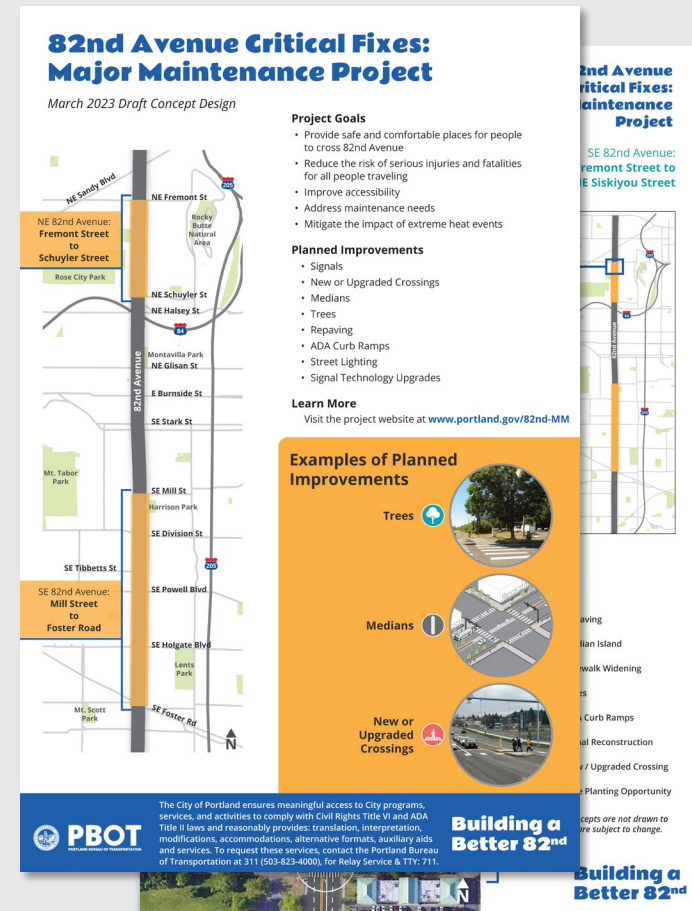 82nd Avenue Critical Fixes:
Major Maintenance Project
March 2023 Draft Concept Design
NE Sandy Blvd
205
NE Fremont St
Rocky
Butte
Natural
Area
NE 82nd Avenue:
Fremont Street
to
Schuyler Street
Rose City Park
NE Schuyler St
NE Halsey St
84
82nd Avenue
Montavilla Park
NE Glisan St
E Burnside St
SE Stark St
Mt. Tabor
Park
SE Mill St
Harrison Park
SE Division St
SE Tibbetts St
205
SE 82nd Avenue:
Mill Street
to
Foster Road
SE Powell Blvd
SE Holgate Blvd
Lents
Park
Mt. Scott
Park
SE Foster Rd
N
Project Goals
• Provide safe and comfortable places for people
to cross 82nd Avenue
• Reduce the risk of serious injuries and fatalities
for all people traveling
• Improve accessibility
• Address maintenance needs
• Mitigate the impact of extreme heat events
Planned Improvements
• Signals
• New or Upgraded Crossings
• Medians
• Trees
• Repaving
• ADA Curb Ramps
• Street Lighting
• Signal Technology Upgrades
Learn More
Visit the project website at www.portland.gov/82nd-MM
Examples of Planned
Improvements
Trees
Medians
New or
Upgraded
Crossings
PBOT
PORTLAND BUREAU OF TRANSPORTATION
The City of Portland ensures meaningful access to City programs,
services, and activities to comply with Civil Rights Title VI and ADA
Title II laws and reasonably provides: translation, interpretation,
modifications, accommodations, alternative formats, auxiliary aids
and services. To request these services, contact the Portland Bureau
of Transportation at 311 (503-823-4000), for Relay Service & TTY: 711.
Building a
Better 82nd
2nd Avenue
ritical Fixes:
aintenance
Project
SE 82nd Avenue:
remont Street to
NE Siskiyou Street
205
84
82nd Avenue
205
aving
dian Island
ewalk Widening
es
Curb Ramps
nal Reconstruction
/ Upgraded Crossing
Planting Opportunity
cepts are not drawn to
are subject to change.
N
Building a
Better 82nd